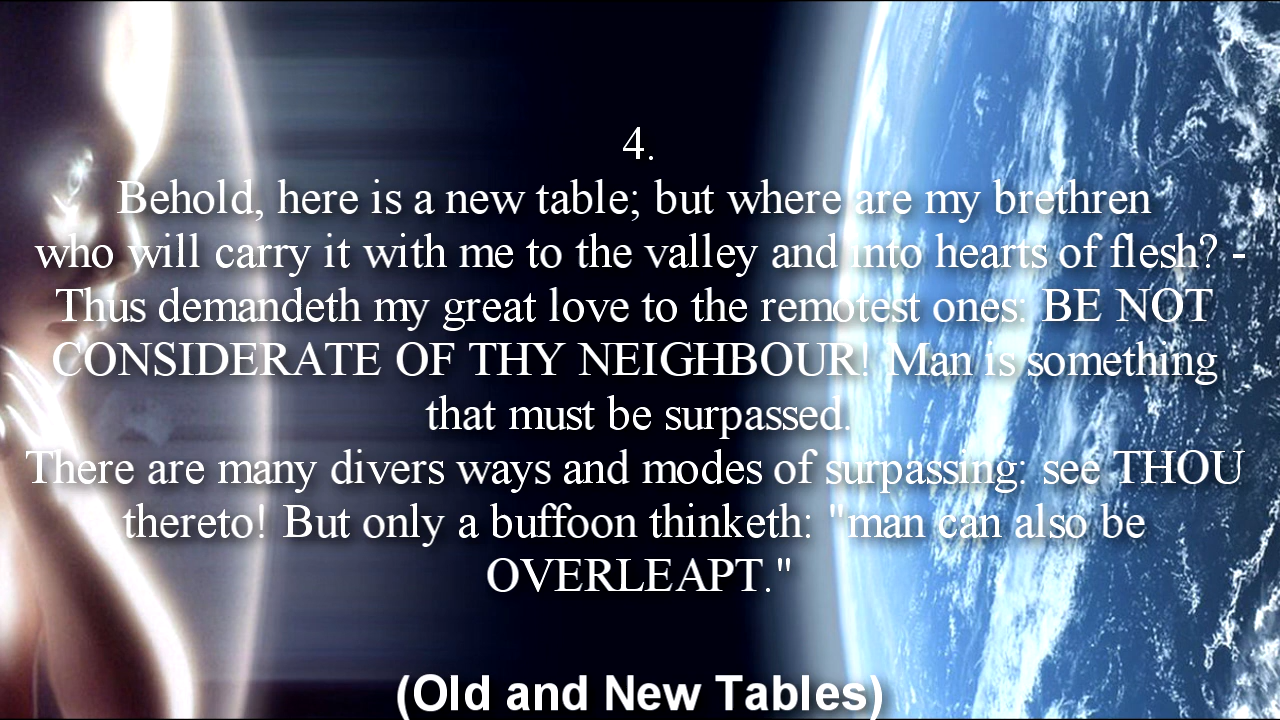 4.
Behold, here is a new table; but where are my brethren
who will carry it with me to the valley and into hearts of flesh? -
Thus demandeth my great love to the remotest ones: BE NOT
CONSIDERATE OF THY NEIGHBOUR! Man is something
that must be surpassed.
There are many divers ways and modes of surpassing: see THOU
thereto! But only a buffoon thinketh: "man can also be
OVERLEAPT."
(Old and New Tables)